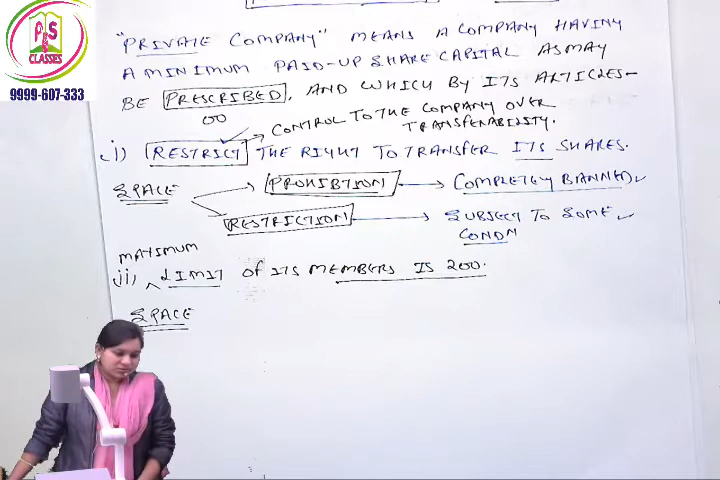 P S
CLASSES
9999-607-333
"PRIVATE COMPANY" MEANS A COMPANY HAVING
A MINIMUM PAID-UP SHARE CAPITAL AS MAY
BE PRESCRIBED, AND WHICH BY ITS ARTICLES-
00
CONTROL TO THE COMPANY OVER
TRANSFERABILITY.
(i) RESTRICT THE RIGHT TO TRANSFER ITS SHARES.
SPACE
PROHIBITION COMPLETELY BANNED
RESTRICTION SUBJECT TO SOME
CONDN
MAXIMUM
(ii) LIMIT OF ITS MEMBERS IS 200.
SPACE